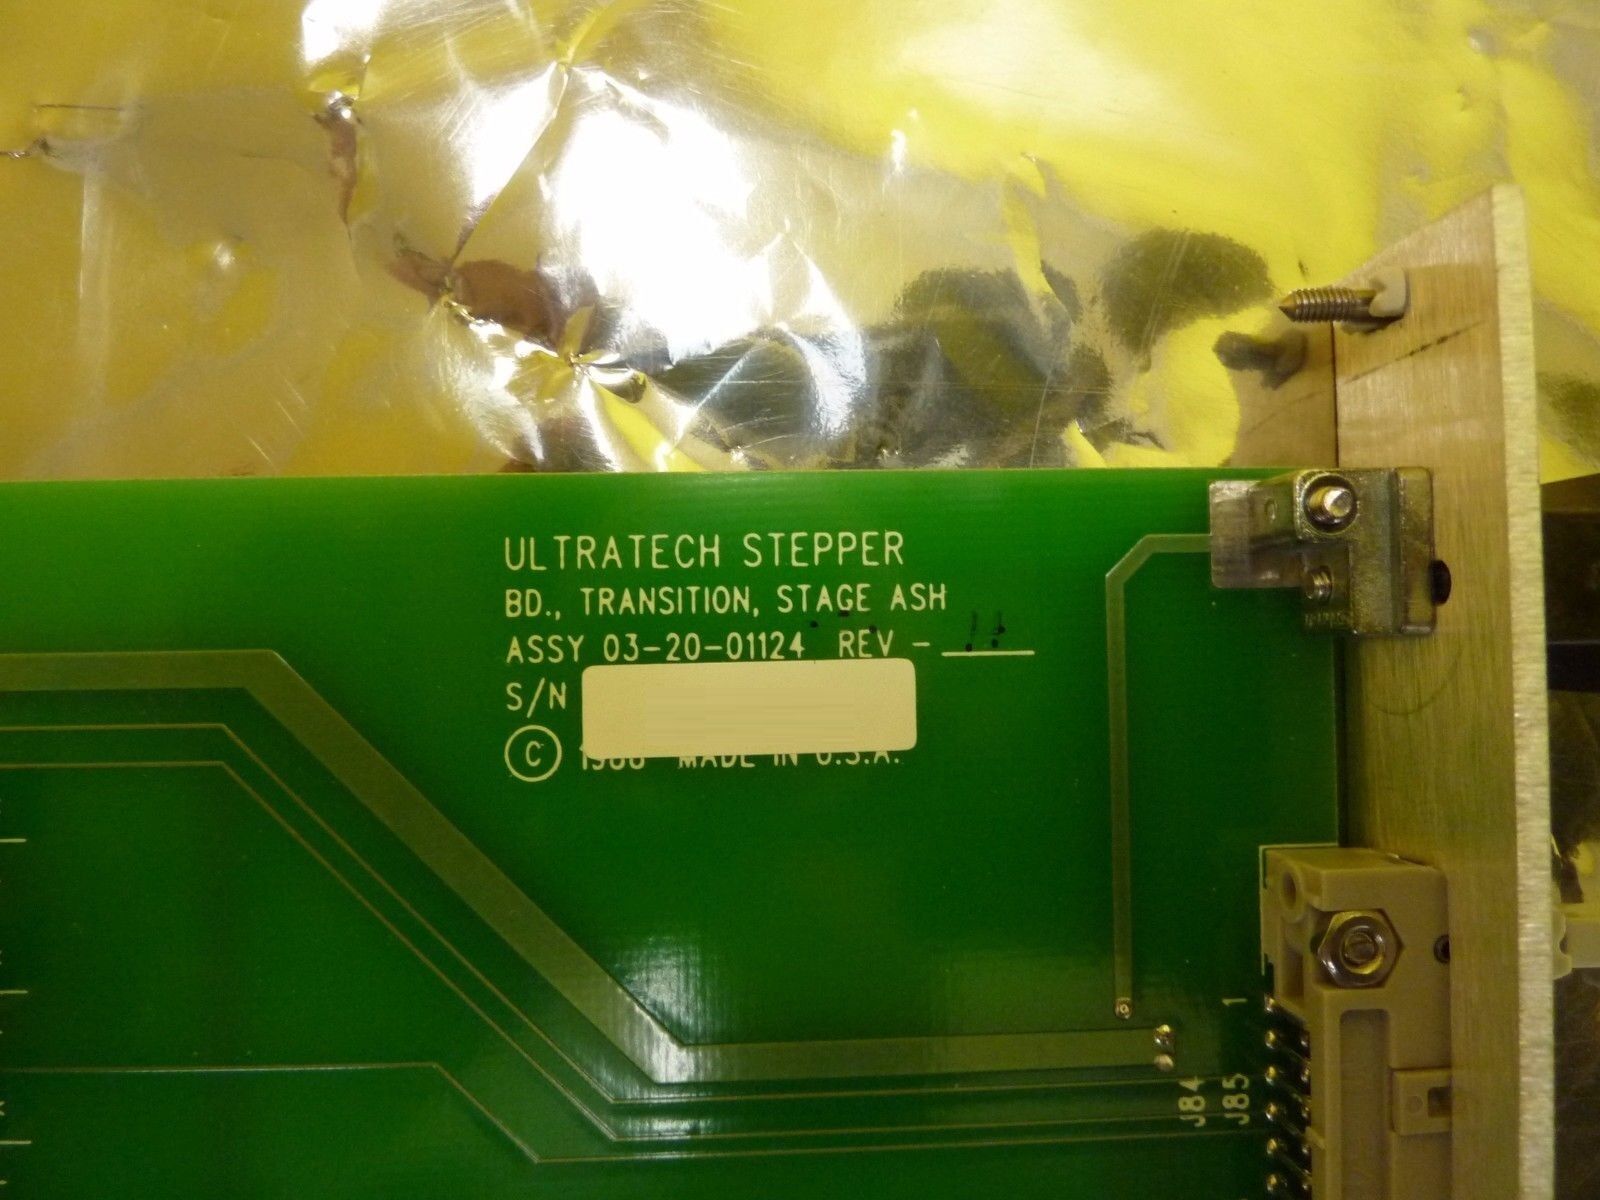 ULTRATECH STEPPER
BD., TRANSITION, STAGE ASH
ASSY 03-20-01124 REV -
S/N
© MADE IN U.S.A.
1
J84
J85